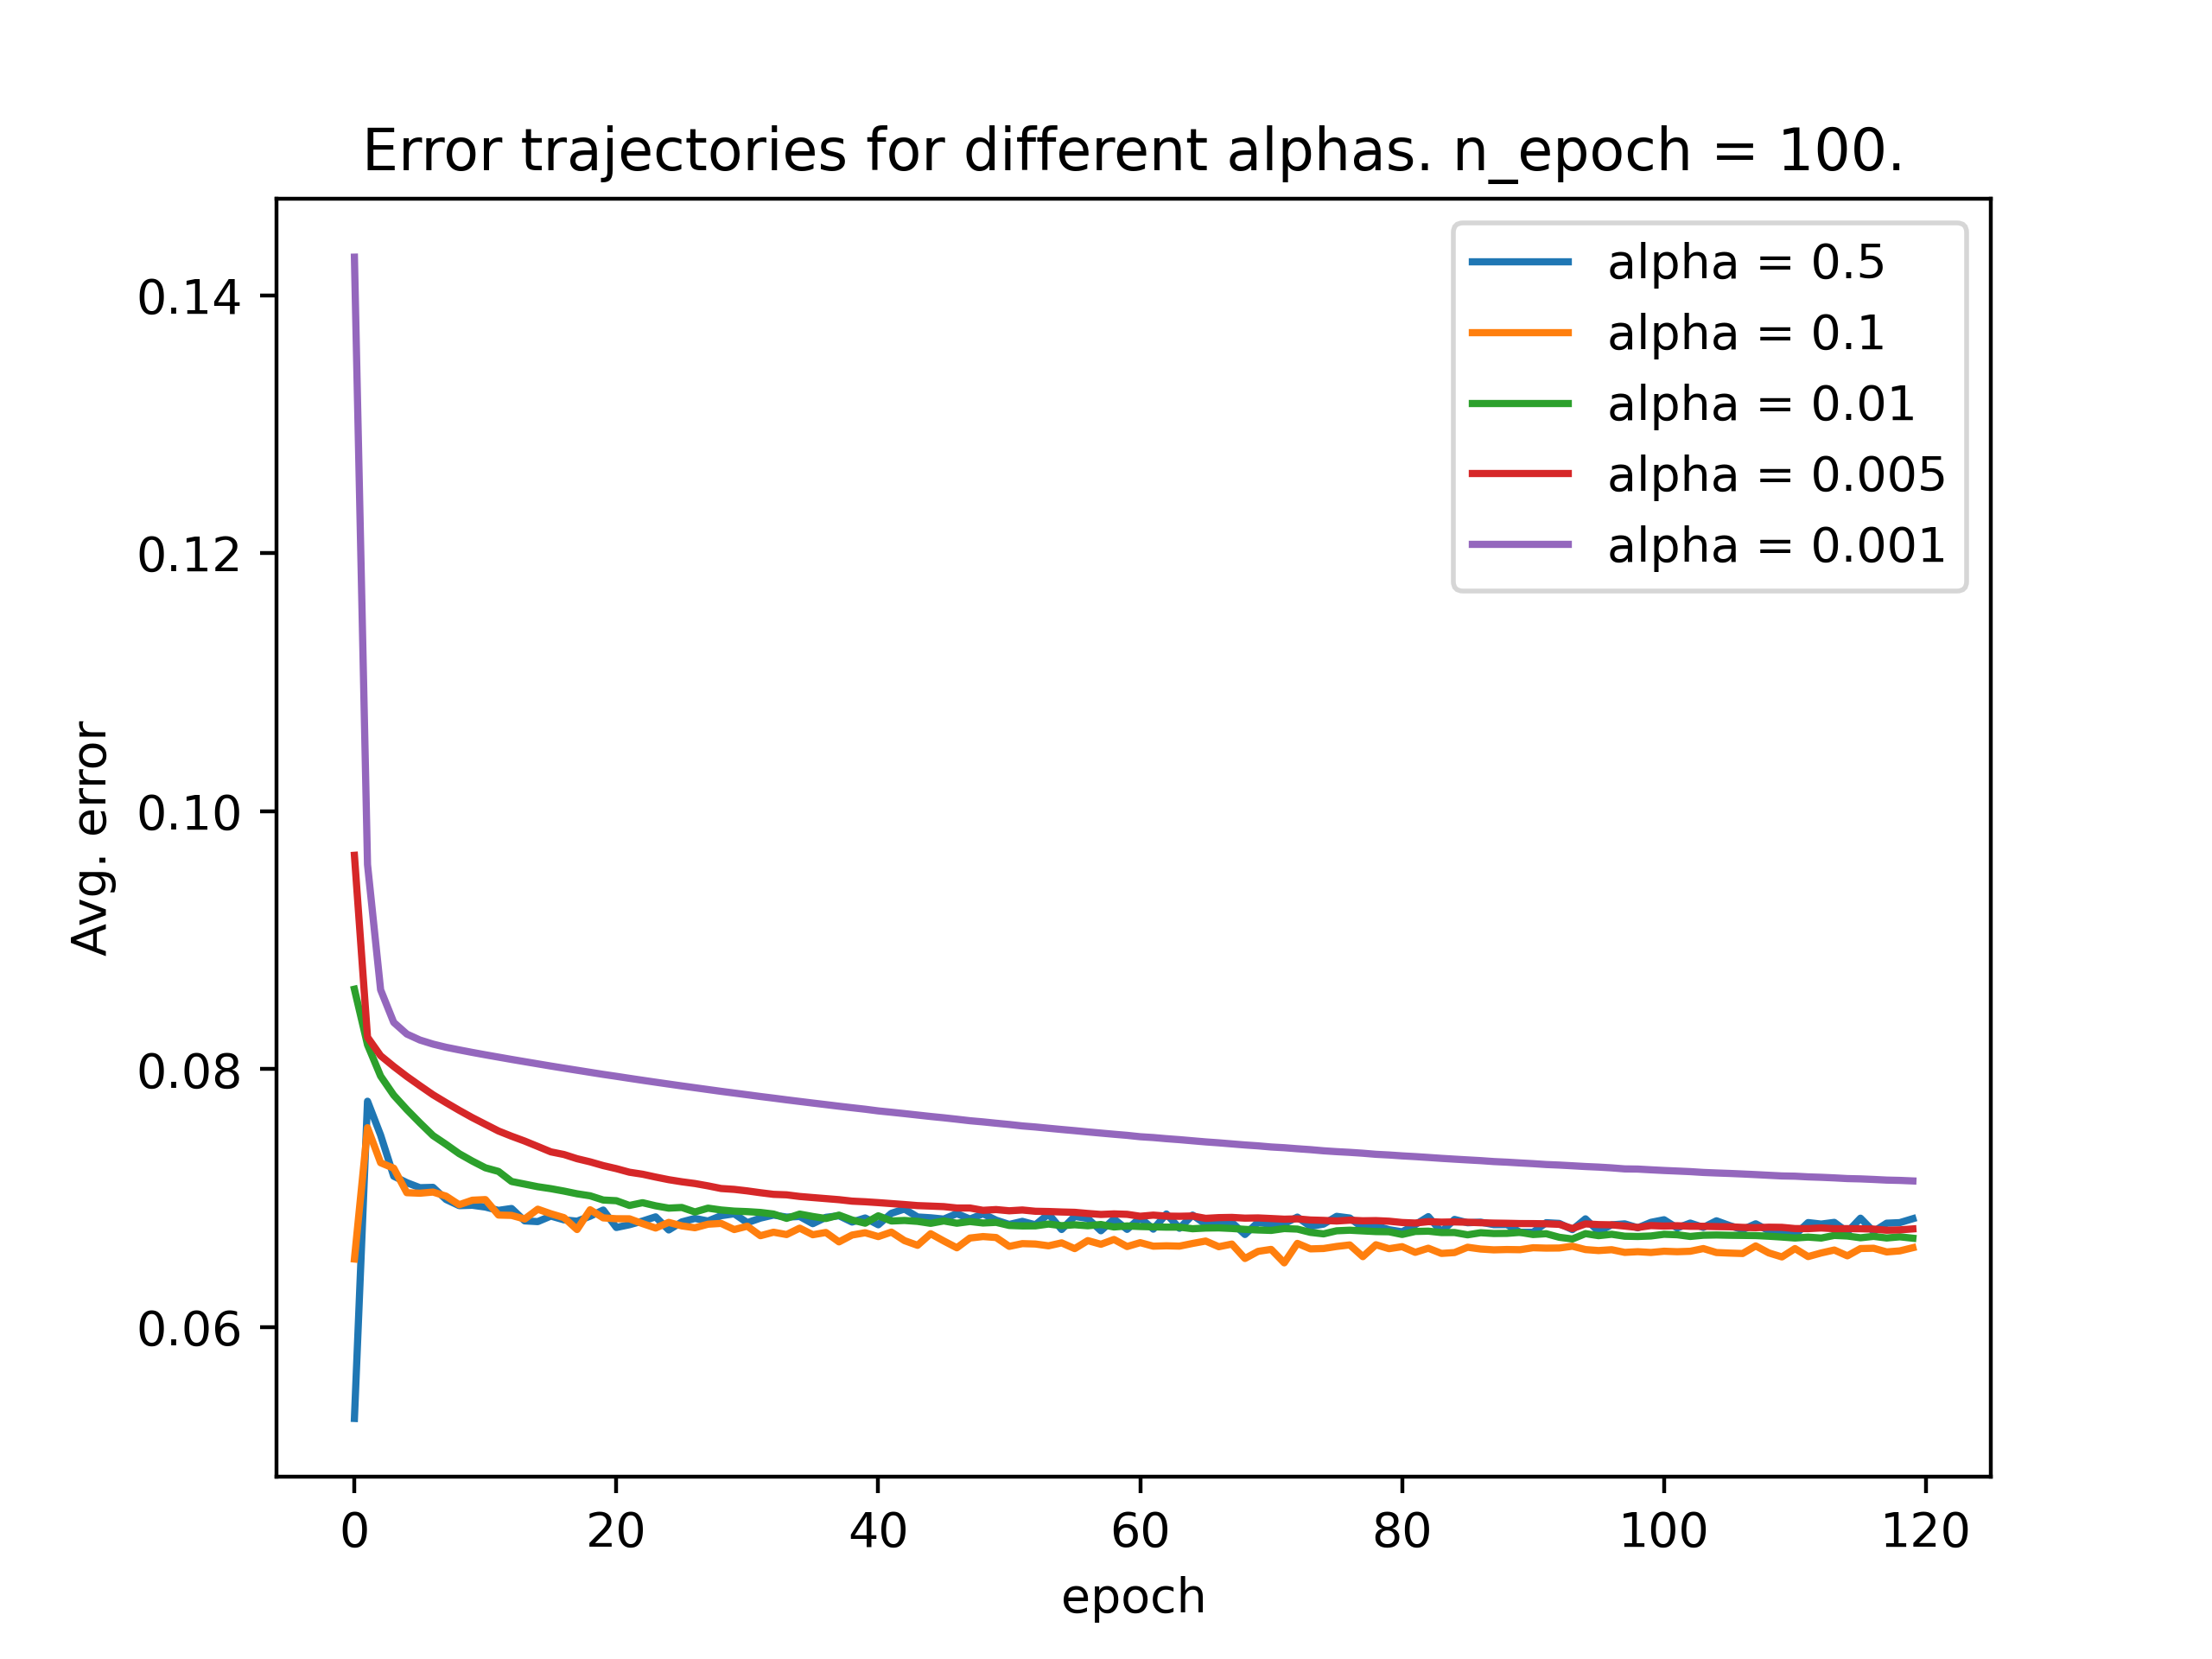 Error trajectories for different alphas. n_epoch = 100.
alpha = 0.5
alpha = 0.1
alpha = 0.01
alpha = 0.005
alpha = 0.001
0.14
0.12
0.10
0.08
0.06
Avg. error
0 20 40 60 80 100 120
epoch